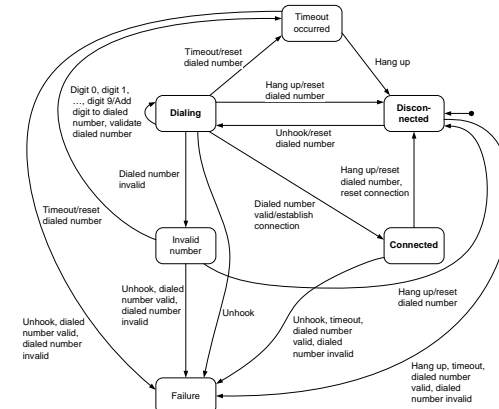 Timeout
occurred
Timeout/reset
dialed number
Hang up
Digit 0, digit 1,
..., digit 9/Add
digit to dialed
number, validate
dialed number
Hang up/reset
dialed number
Dialing
Discon-
nected
Unhook/reset
dialed number
Dialed number
invalid
Hang up/reset
dialed number,
reset connection
Timeout/reset
dialed number
Dialed number
valid/establish
connection
Invalid
number
Connected
Hang up/reset
dialed number
Unhook, dialed
number valid,
dialed number
invalid
Unhook, dialed
number valid,
dialed number
invalid
Unhook
Unhook, timeout,
dialed number
valid, dialed
number invalid
Hang up, timeout,
dialed number
valid, dialed
number invalid
Failure